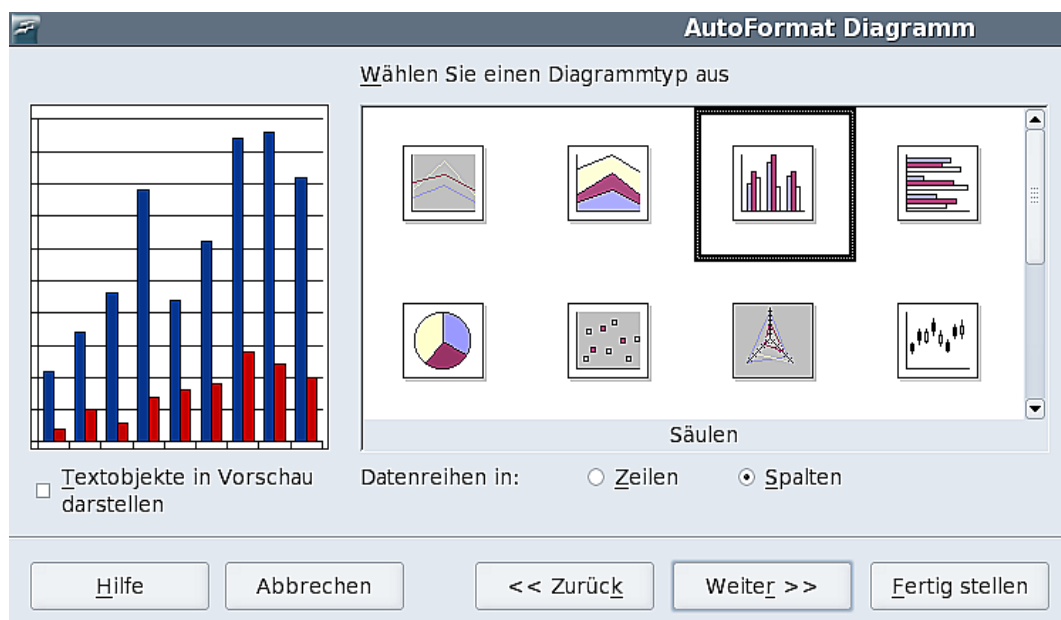 AutoFormat Diagramm
Wählen Sie einen Diagrammtyp aus
Säulen
Textobjekte in Vorschau
darstellen
Datenreihen in: Zeilen Spalten
Hilfe Abbrechen << Zurück Weiter >> Fertig stellen